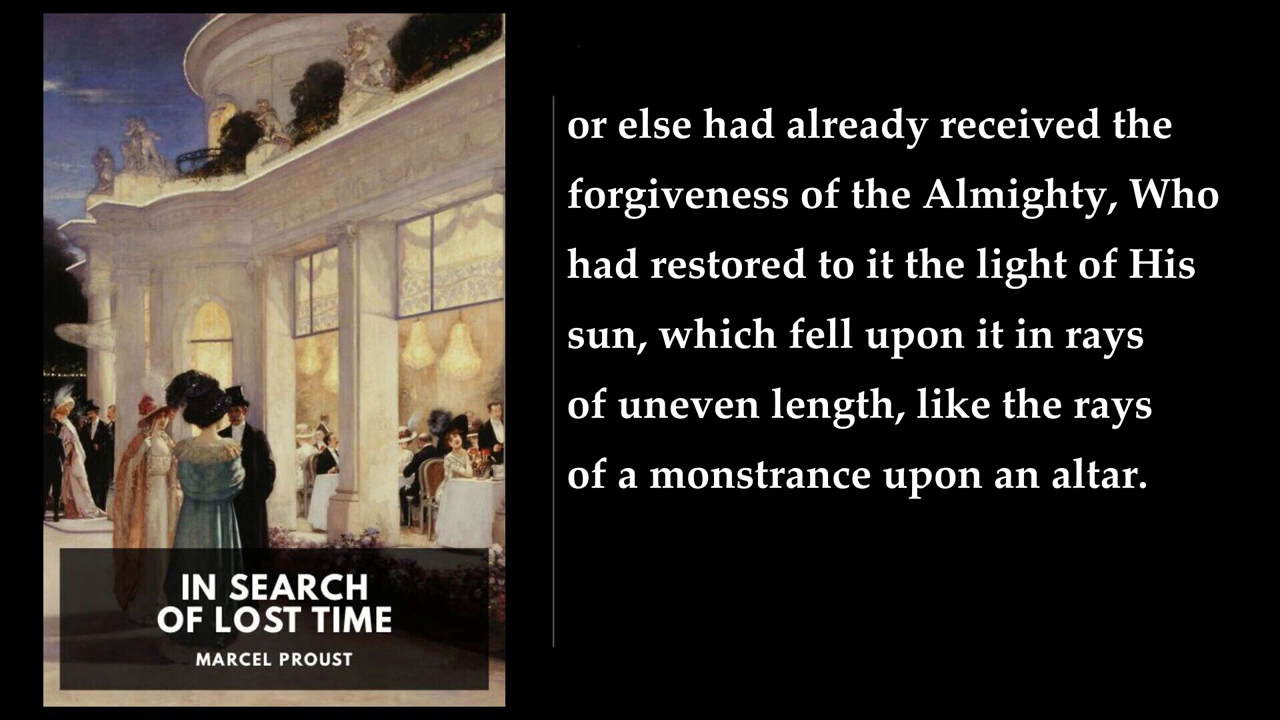 or else had already received the
forgiveness of the Almighty, Who
had restored to it the light of His
sun, which fell upon it in rays
of uneven length, like the rays
of a monstrance upon an altar.
IN SEARCH
OF LOST TIME
MARCEL PROUST